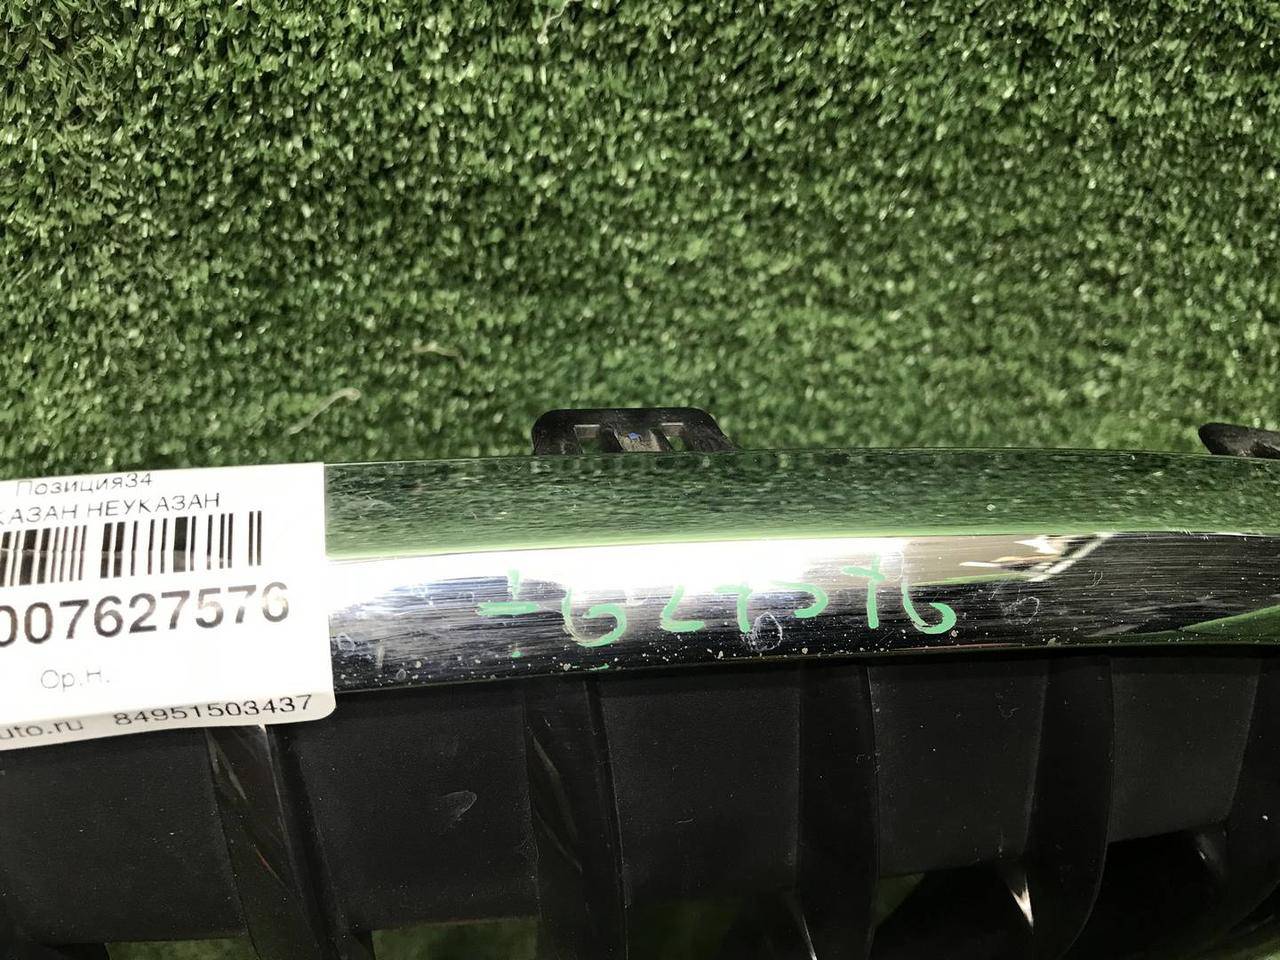 Позиция34
КАЗАН НЕУКАЗАН
007627576
Ор.н.
uto.ru 84951503437